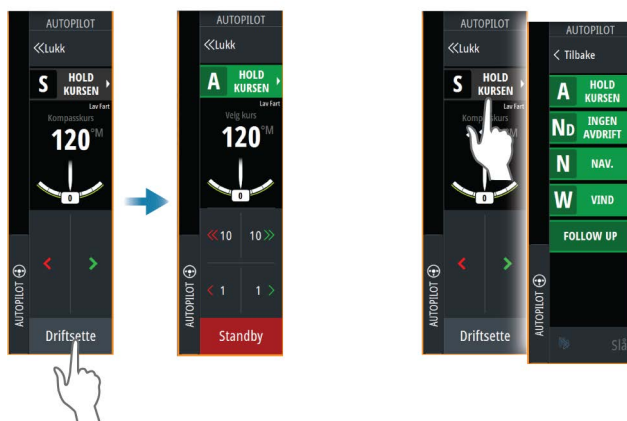 AUTOPILOT
Lukk
S HOLD
KURSEN
Lav Fart
Kompasskurs
120°M
0
Driftsette
AUTOPILOT
AUTOPILOT
Lukk
A HOLD
KURSEN
Lav Fart
Velg kurs
120°M
0
10 10
1 1
Standby
AUTOPILOT
AUTOPILOT
Lukk
S HOLD
KURSEN
Lav Fart
0
Driftsette
AUTOPILOT
AUTOPILOT
Tilbake
A HOLD
KURSEN
ND INGEN
AVDRIFT
N NAV.
W VIND
FOLLOW UP
AUTOPILOT